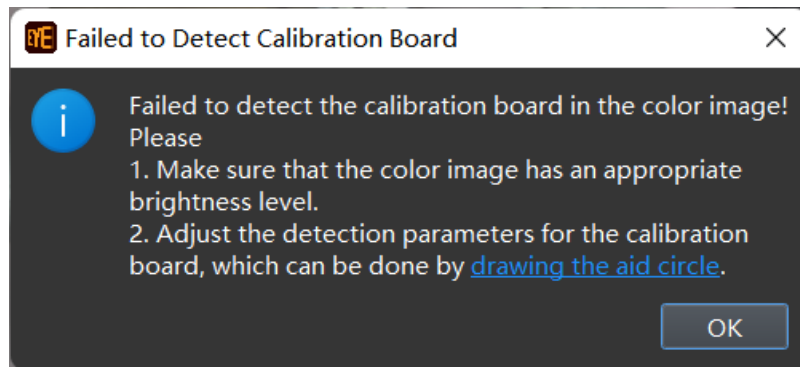 EYE Failed to Detect Calibration Board
Failed to detect the calibration board in the color image!
Please
1. Make sure that the color image has an appropriate
brightness level.
2. Adjust the detection parameters for the calibration
board, which can be done by drawing the aid circle.
OK